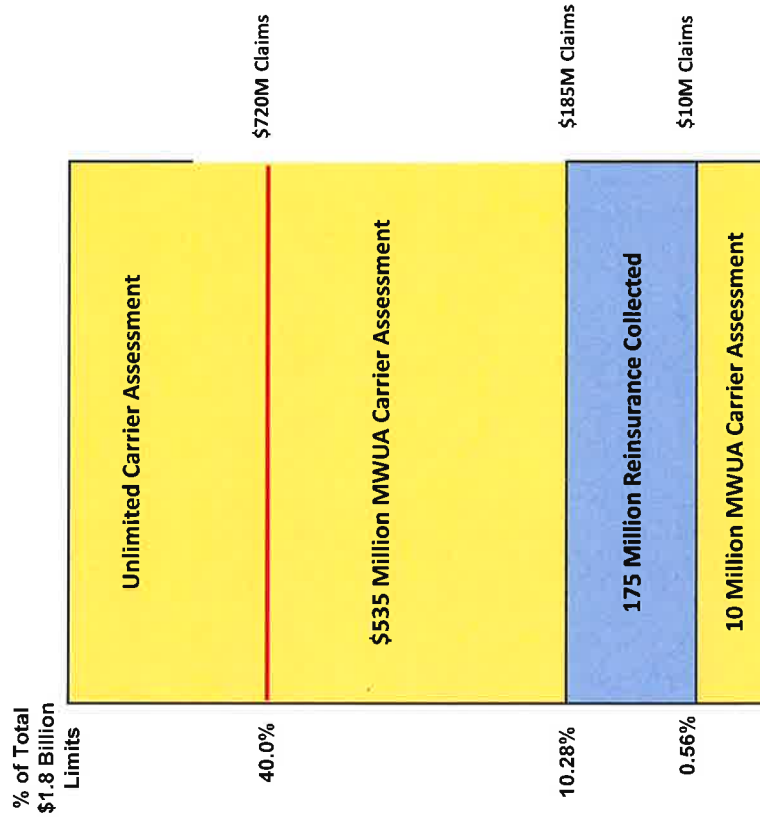 % of Total
$1.8 Billion
Limits
Unlimited Carrier Assessment
40.0%
$720M Claims
$535 Million MWUA Carrier Assessment
10.28%
$185M Claims
175 Million Reinsurance Collected
0.56%
$10M Claims
10 Million MWUA Carrier Assessment